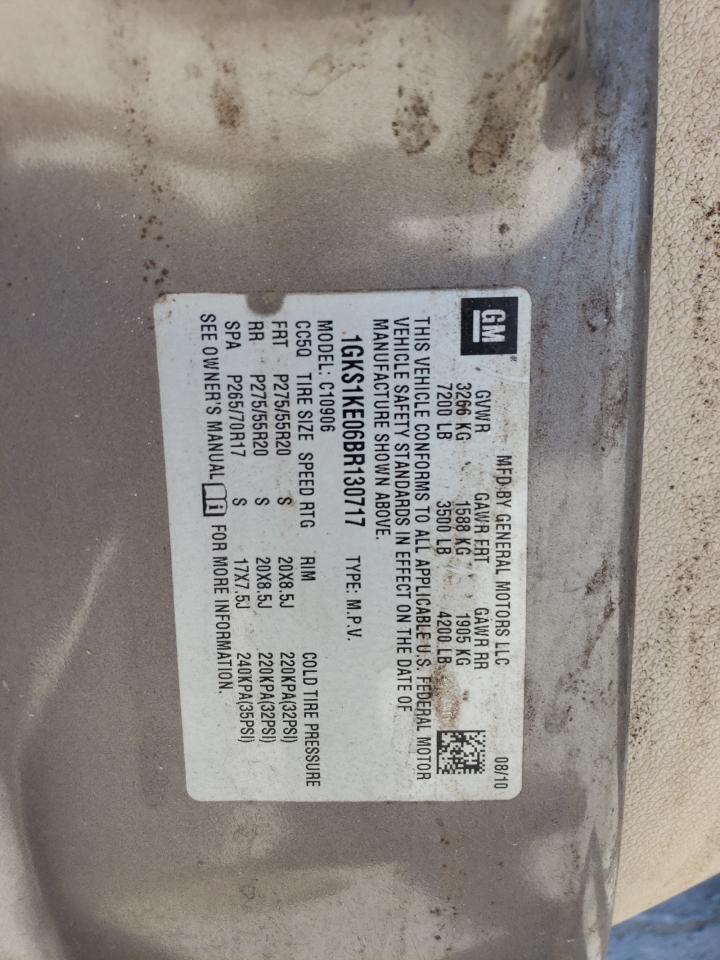 GM
MFD BY GENERAL MOTORS LLC 08/10
GVWR GAWR FRT GAWR RR
3266 KG 1588 KG 1905 KG
7200 LB 3500 LB 4200 LB
THIS VEHICLE CONFORMS TO ALL APPLICABLE U.S. FEDERAL MOTOR
VEHICLE SAFETY STANDARDS IN EFFECT ON THE DATE OF
MANUFACTURE SHOWN ABOVE.
1GKS1KE06BR130717 TYPE: M.P.V.
MODEL: C10906
CC5Q TIRE SIZE SPEED RTG RIM COLD TIRE PRESSURE
FRT P275/55R20 S 20X8.5J 220KPA(32PSI)
RR P275/55R20 S 20X8.5J 220KPA(32PSI)
SPA P265/70R17 S 17X7.5J 240KPA(35PSI)
SEE OWNER'S MANUAL i FOR MORE INFORMATION.